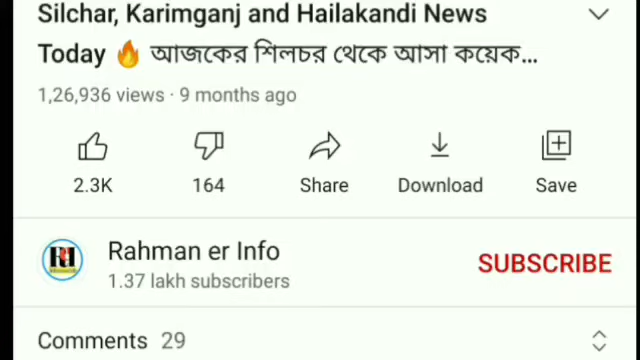 Silchar, Karimganj and Hailakandi News
Today 🔥 আজকের শিলচর থেকে আসা কয়েক...
1,26,936 views · 9 months ago
2.3K 164 Share Download Save
Rahman er Info
1.37 lakh subscribers
SUBSCRIBE
Comments 29